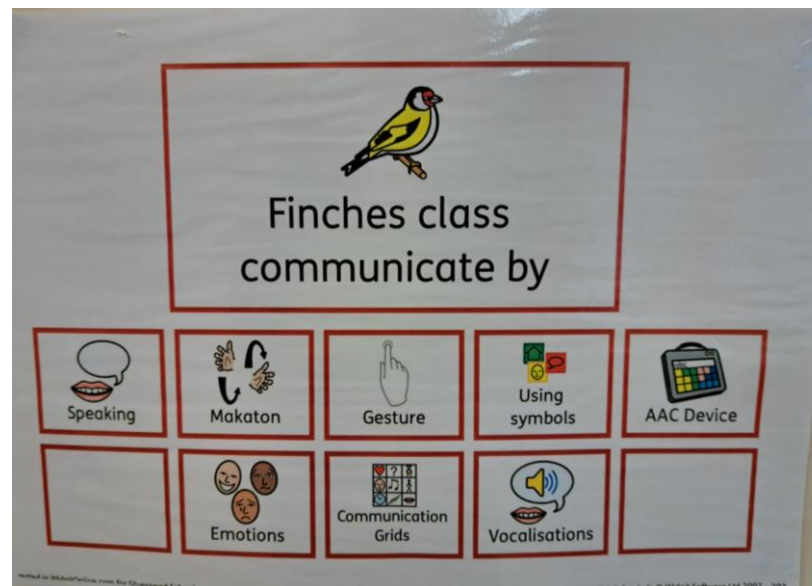 Finches class
communicate by
Speaking
Makaton
Gesture
Using
symbols
AAC Device
Emotions
Communication
Grids
Vocalisations